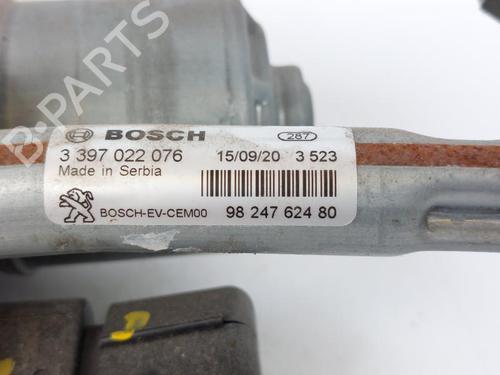 B-PARTS
BOSCH 287
3 397 022 076 15/09/20 3 523
Made in Serbia
BOSCH-EV-CEM00 98 247 624 80